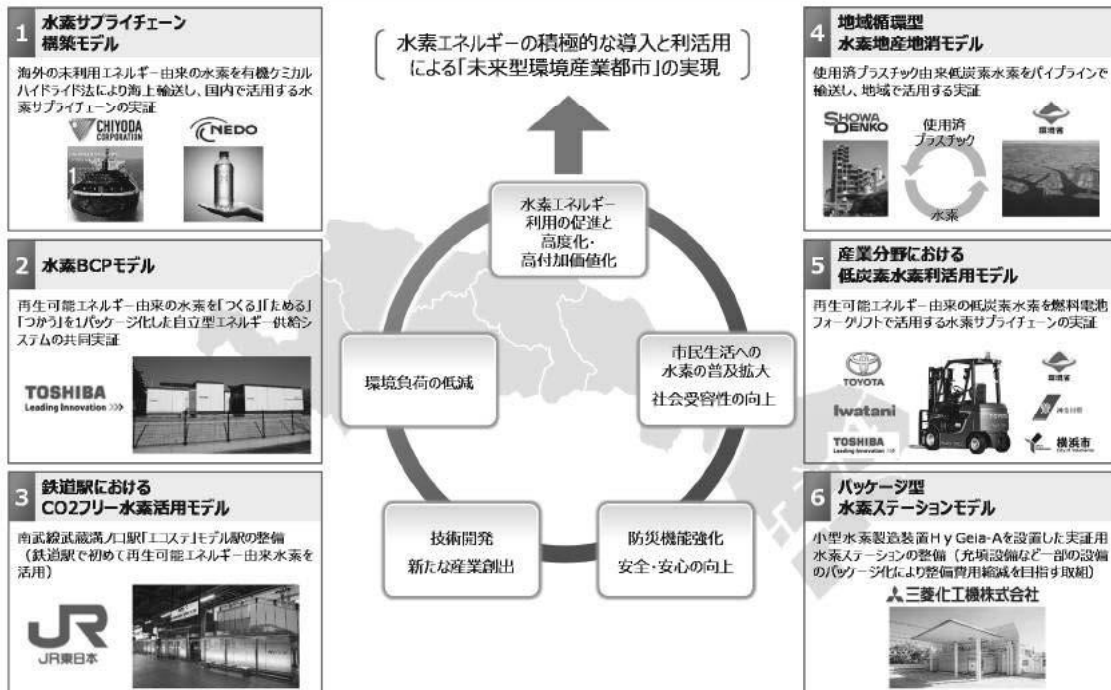 1
水素サプライチェーン
構築モデル
海外の未利用エネルギー由来の水素を有機ケミカル
ハイドライド法により海上輸送し、国内で活用する水
素サプライチェーンの実証
CHIYODA
CORPORATION
NEDO
2
水素BCPモデル
再生可能エネルギー由来の水素を「つくる」「ためる」
「つかう」を1パッケージ化した自立型エネルギー供給シ
ステムの共同実証
TOSHIBA
Leading Innovation >>>
3
鉄道駅における
CO2フリー水素活用モデル
南武線武蔵溝ノ口駅「エコステ」モデル駅の整備
(鉄道駅で初めて再生可能エネルギー由来水素を
活用)
JR
JR東日本
水素エネルギーの積極的な導入と利活用
による「未来型環境産業都市」の実現
水素エネルギー
利用の促進と
高度化・
高付加価値化
環境負荷の低減
市民生活への
水素の普及拡大
社会受容性の向上
技術開発
新たな産業創出
防災機能強化
安全・安心の向上
4
地域循環型
水素地産地消モデル
使用済プラスチック由来低炭素水素をパイプラインで
輸送し、地域で活用する実証
SHOWA
DENKO
使用済
プラスチック
水素
環境省
5
産業分野における
低炭素水素利活用モデル
再生可能エネルギー由来の低炭素水素を燃料電池
フォークリフトで活用する水素サプライチェーンの実証
TOYOTA
環境省
Iwatani
神奈川県
TOSHIBA
Leading Innovation >>>
横浜市
City of Yokohama
6
パッケージ型
水素ステーションモデル
小型水素製造装置HyGeia-Aを設置した実証用
水素ステーションの整備(充填設備など一部の設備
のパッケージ化により整備費用縮減を目指す取組)
三菱化工機株式会社